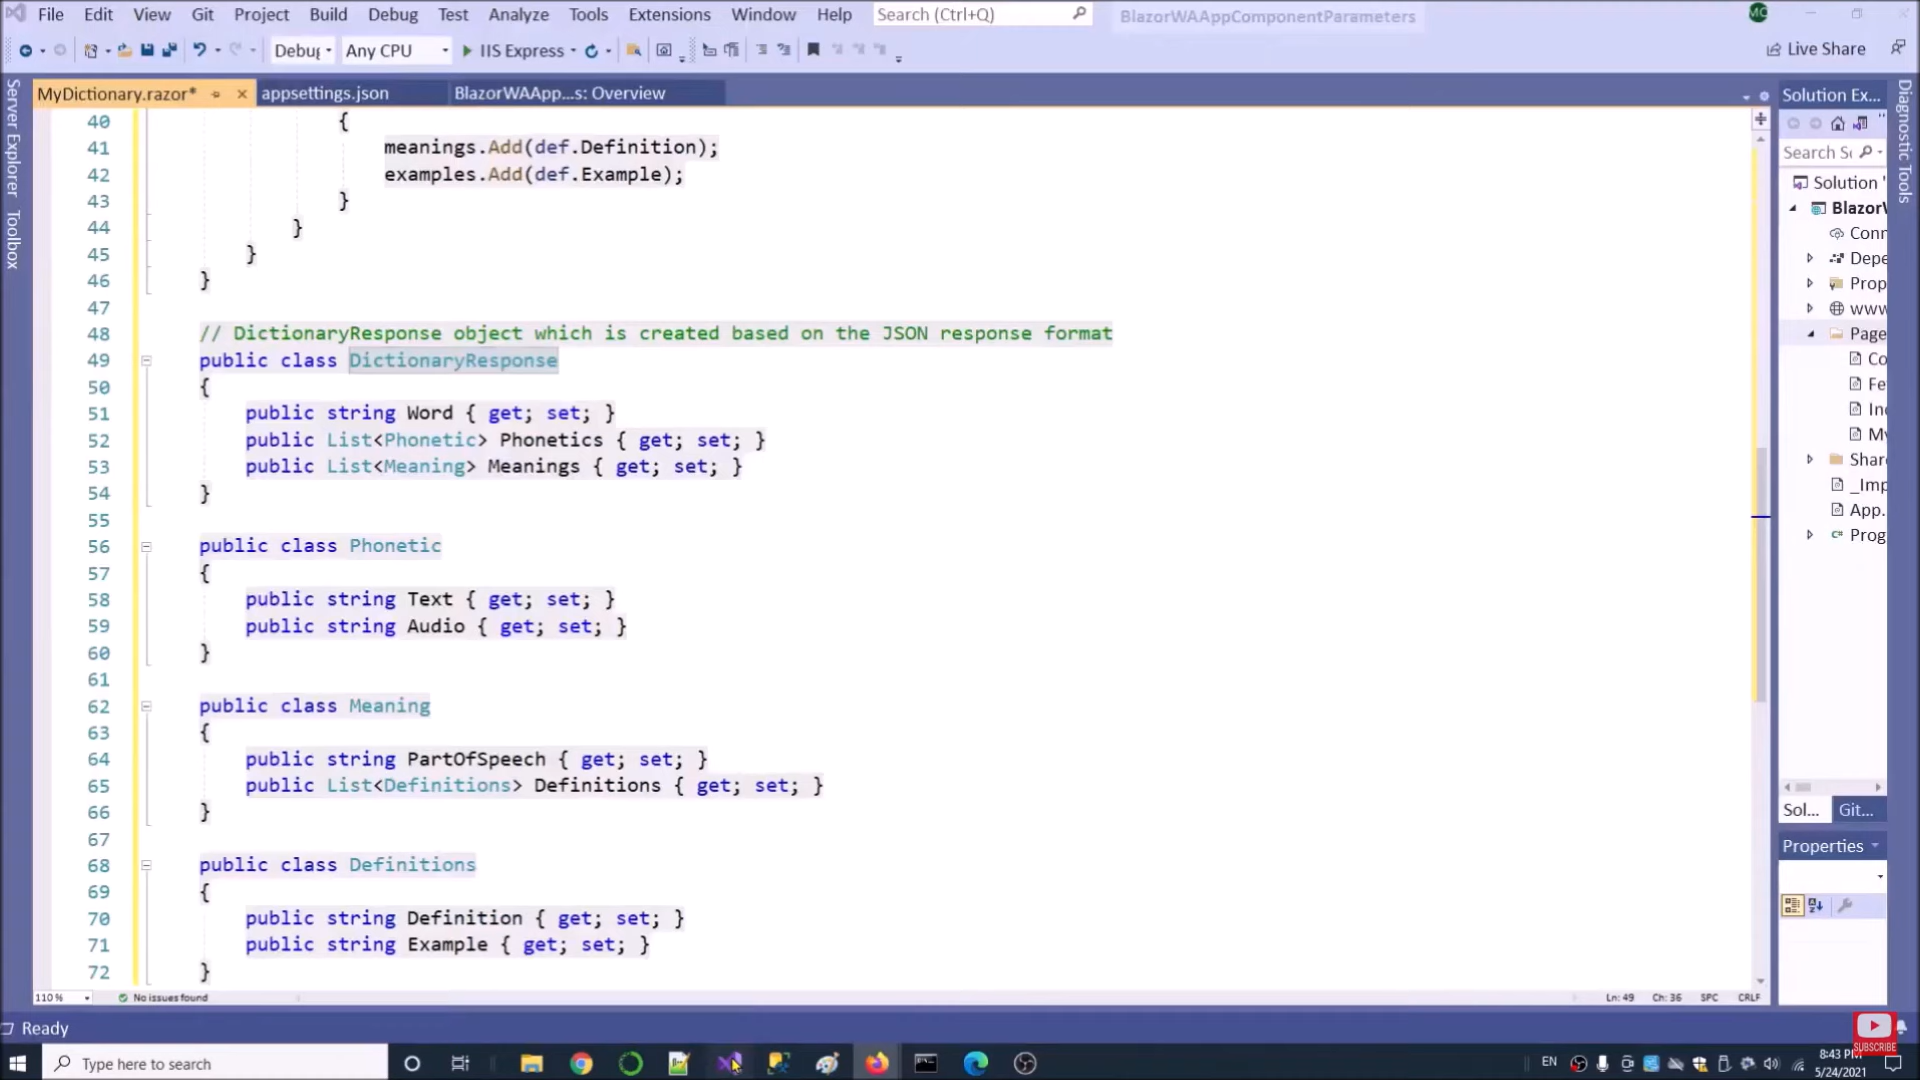 File Edit View Git Project Build Debug Test Analyze Tools Extensions Window Help Search (Ctrl+Q) BlazorWAAppComponentParameters MC
Debug Any CPU IIS Express Live Share
MyDictionary.razor* appsettings.json BlazorWAApp...s: Overview Solution Ex...
Server Explorer
Toolbox
Diagnostic Tools
40 {
41 meanings.Add(def.Definition);
42 examples.Add(def.Example);
43 }
44 }
45 }
46 }
47
48 // DictionaryResponse object which is created based on the JSON response format
49 public class DictionaryResponse
50 {
51 public string Word { get; set; }
52 public List<Phonetic> Phonetics { get; set; }
53 public List<Meaning> Meanings { get; set; }
54 }
55
56 public class Phonetic
57 {
58 public string Text { get; set; }
59 public string Audio { get; set; }
60 }
61
62 public class Meaning
63 {
64 public string PartOfSpeech { get; set; }
65 public List<Definitions> Definitions { get; set; }
66 }
67
68 public class Definitions
69 {
70 public string Definition { get; set; }
71 public string Example { get; set; }
72 }
Search So
Solution '
BlazorW
Conn
Depe
Prop
www
Page
Co
Fe
Ind
My
Shar
_Imp
App.
C# Prog
Sol... Git...
Properties
110 % No issues found Ln: 49 Ch: 36 SPC CRLF
Ready
SUBSCRIBE
Type here to search EN 8:43 PM
5/24/2021